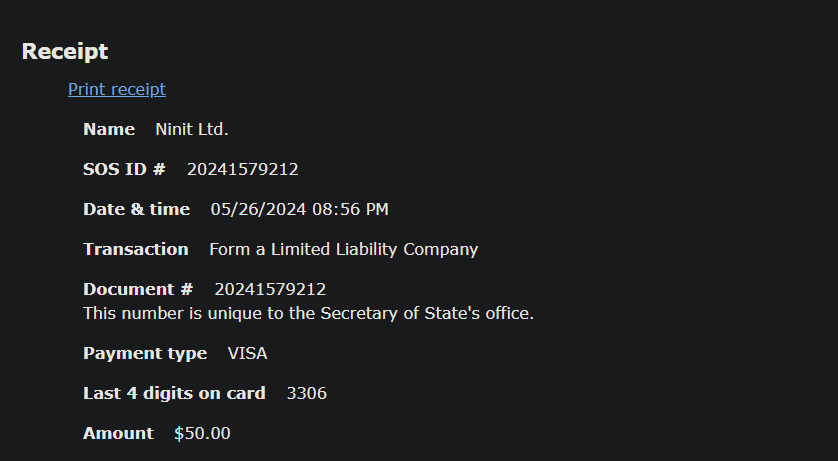 Receipt
Print receipt
Name Ninit Ltd.
SOS ID # 20241579212
Date & time 05/26/2024 08:56 PM
Transaction Form a Limited Liability Company
Document # 20241579212
This number is unique to the Secretary of State's office.
Payment type VISA
Last 4 digits on card 3306
Amount $50.00